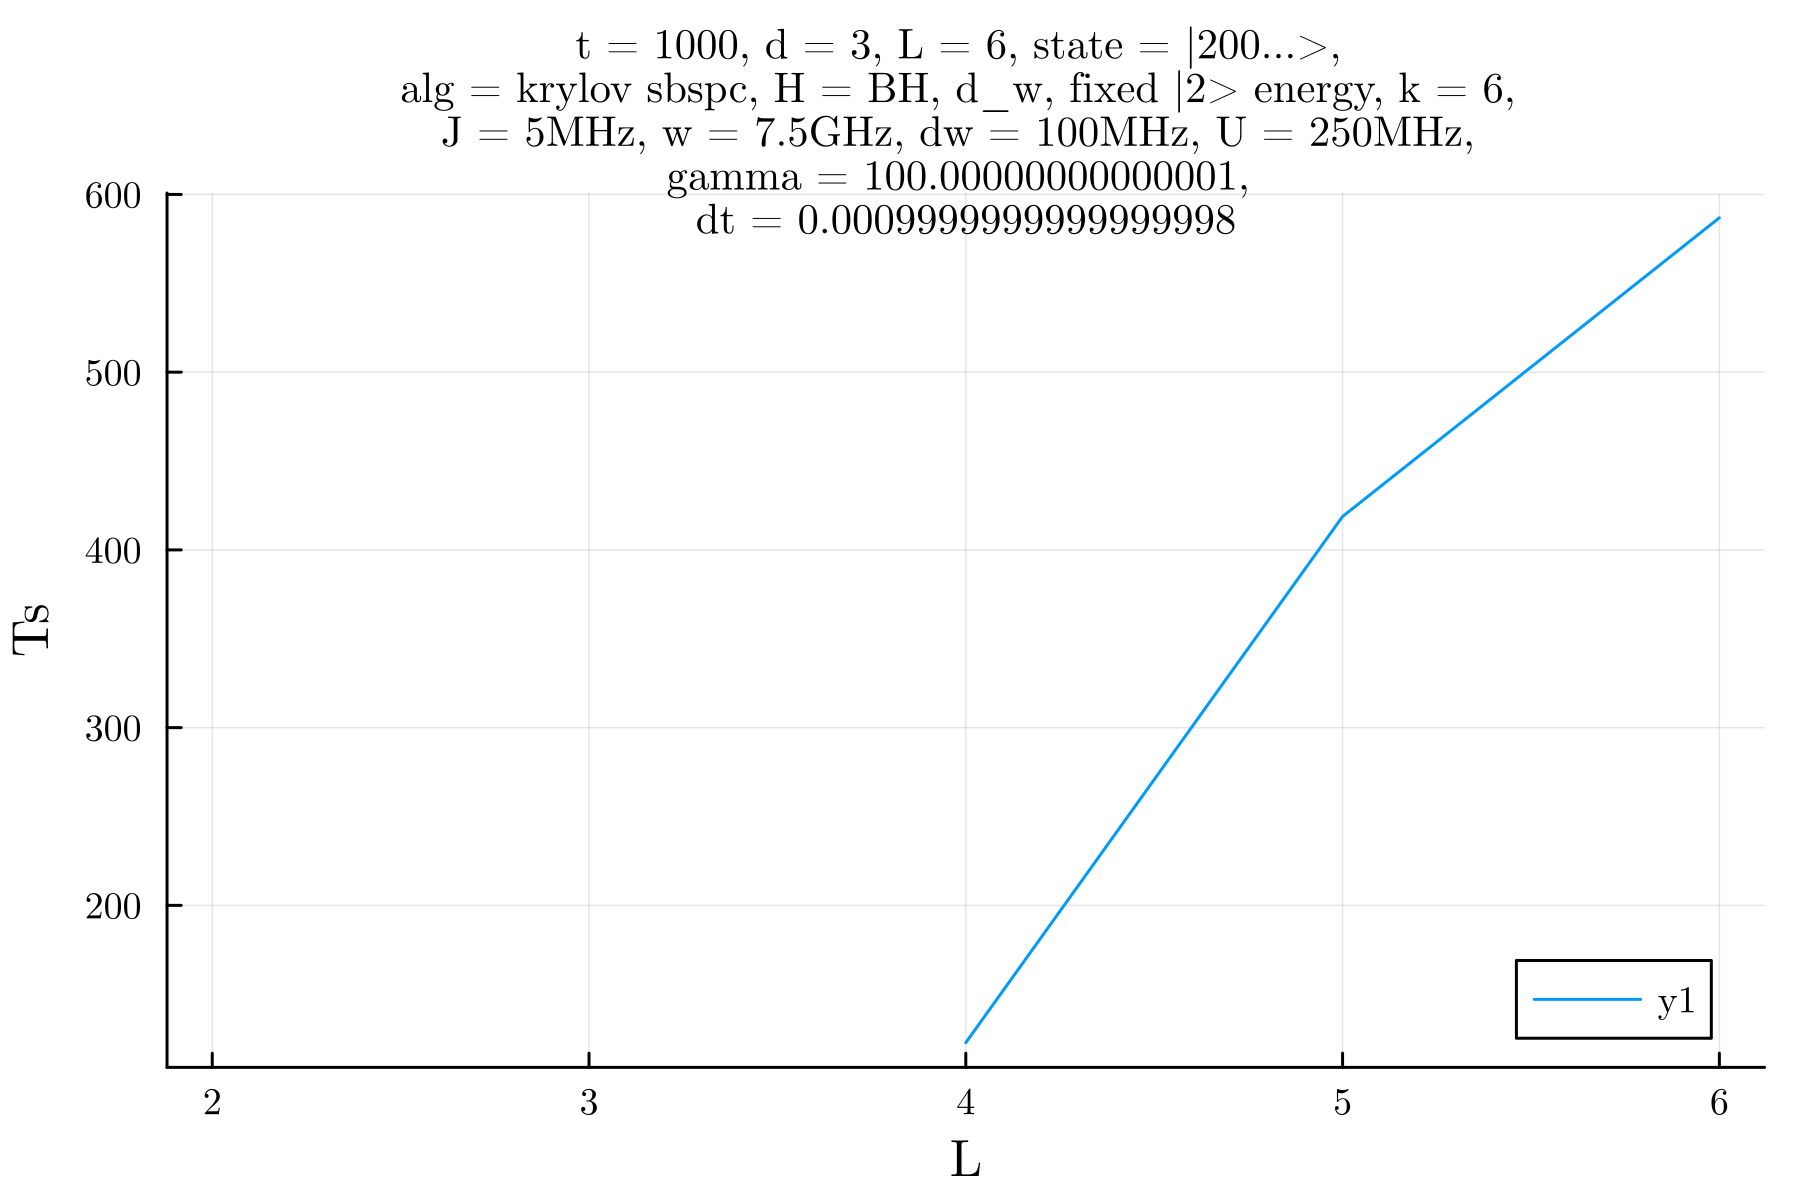 t = 1000, d = 3, L = 6, state = |200...>,
alg = krylov sbspc, H = BH, d_w, fixed |2> energy, k = 6,
J = 5MHz, w = 7.5GHz, dw = 100MHz, U = 250MHz,
gamma = 100.00000000000001,
dt = 0.0009999999999999998
600
500
400
300
200
Ts
y1
2 3 4 5 6
L